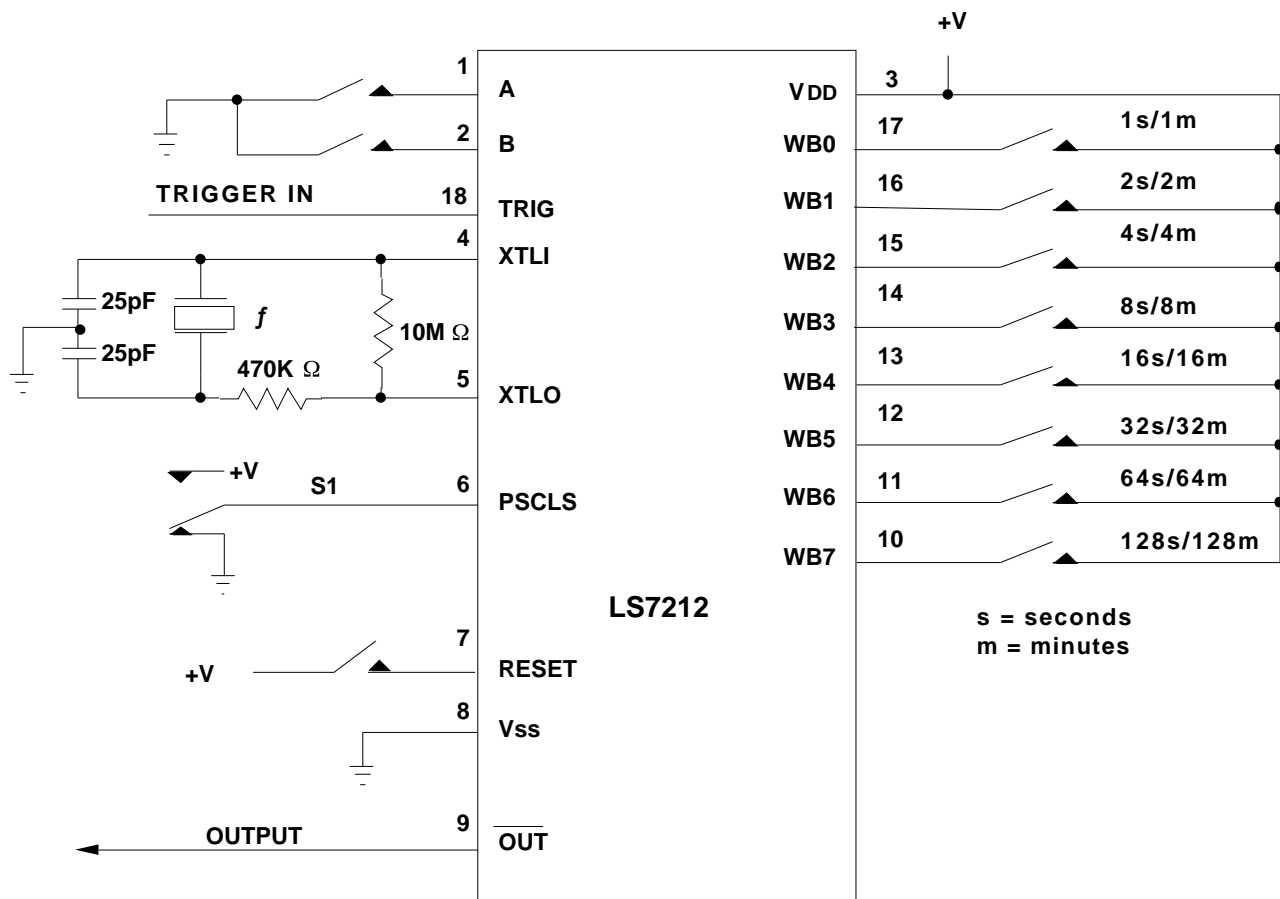 +V
1
A
VDD
3
17
1s/1m
2
B
WB0
16
2s/2m
TRIGGER IN
18
TRIG
WB1
15
4s/4m
4
XTLI
WB2
14
8s/8m
25pF
ƒ
10M Ω
WB3
13
16s/16m
25pF
470K Ω
5
XTLO
WB4
12
32s/32m
WB5
+V
S1
6
PSCLS
11
64s/64m
WB6
10
128s/128m
WB7
LS7212
s = seconds
m = minutes
7
+V
RESET
8
Vss
OUTPUT
9
OUT